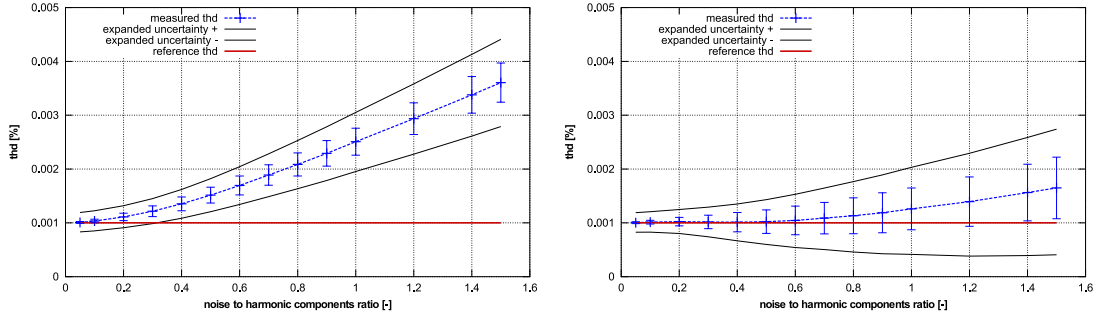 0.005
0.004
0.003
0.002
0.001
0
thd [%]
measured thd
expanded uncertainty +
expanded uncertainty -
reference thd
0 0.2 0.4 0.6 0.8 1 1.2 1.4 1.6
noise to harmonic components ratio [-]
0.005
0.004
0.003
0.002
0.001
0
thd [%]
measured thd
expanded uncertainty +
expanded uncertainty -
reference thd
0 0.2 0.4 0.6 0.8 1 1.2 1.4 1.6
noise to harmonic components ratio [-]